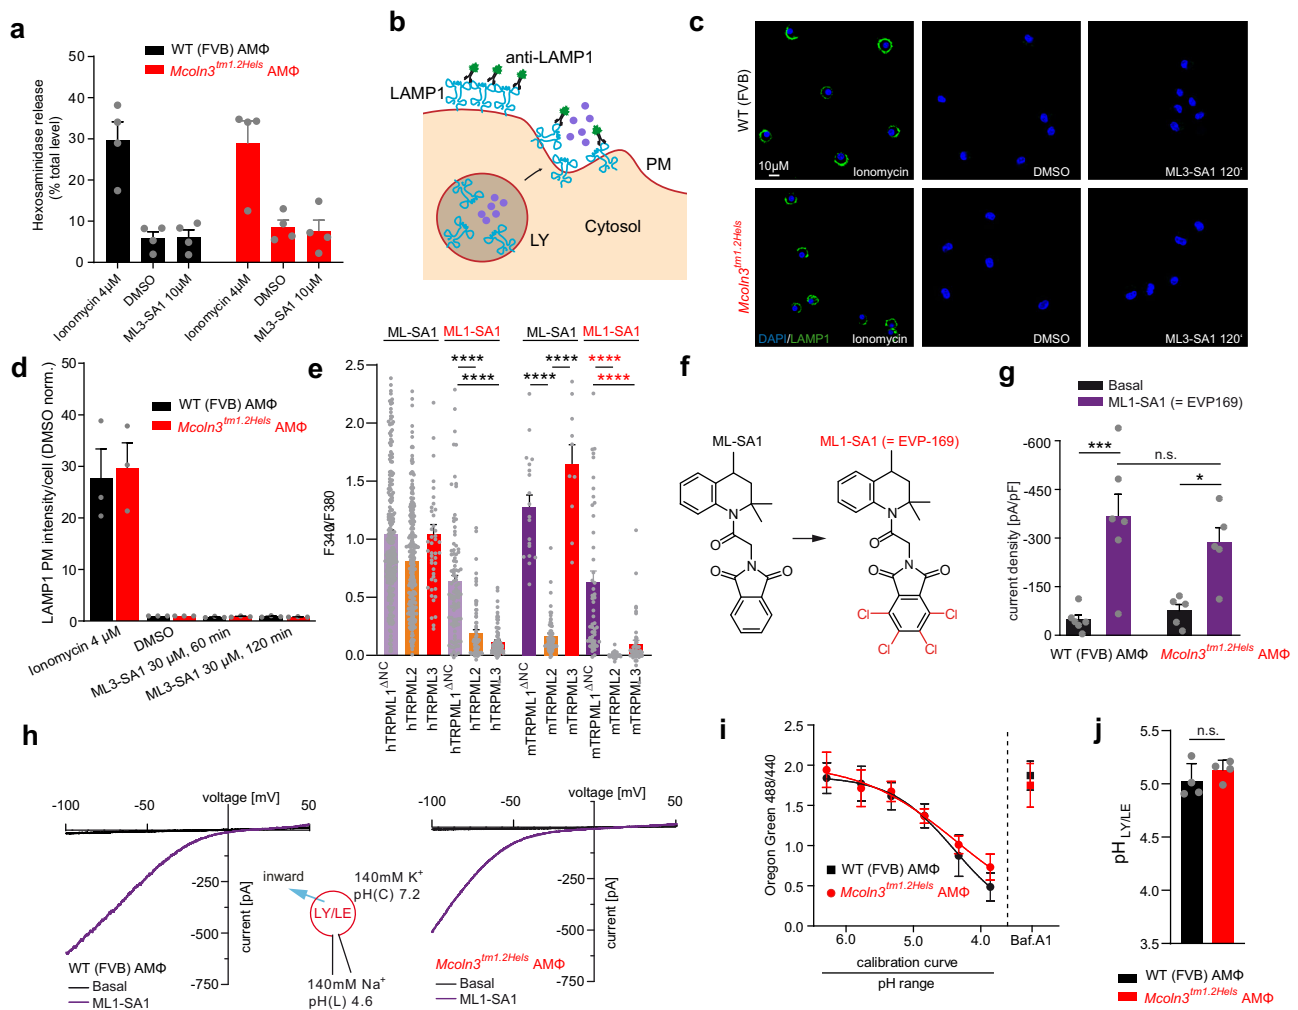 a
WT (FVB) AMΦ
Mcoln3tm1.2Hels AMΦ
Hexosaminidase release
(% total level)
50
40
30
20
10
0
Ionomycin 4µM
DMSO
ML3-SA1 10µM
Ionomycin 4µM
DMSO
ML3-SA1 10µM
b
anti-LAMP1
LAMP1
PM
LY
Cytosol
c
WT (FVB)
10µM
Ionomycin
DMSO
ML3-SA1 120'
Mcoln3tm1.2Hels
DAPI/LAMP1
Ionomycin
DMSO
ML3-SA1 120'
d
LAMP1 PM intensity/cell (DMSO norm.)
50
40
30
20
10
0
WT (FVB) AMΦ
Mcoln3tm1.2Hels AMΦ
Ionomycin 4 µM
DMSO
ML3-SA1 30 µM, 60 min
ML3-SA1 30 µM, 120 min
e
ML-SA1
ML1-SA1
ML-SA1
ML1-SA1
****
****
****
****
****
****
F340/F380
2.5
2.0
1.5
1.0
0.5
0.0
hTRPML1ΔNC
hTRPML2
hTRPML3
hTRPML1ΔNC
hTRPML2
hTRPML3
mTRPML1ΔNC
mTRPML2
mTRPML3
mTRPML1ΔNC
mTRPML2
mTRPML3
f
ML-SA1
ML1-SA1 (= EVP-169)
N
O
N
O
O
N
O
N
O
O
Cl
Cl
Cl
Cl
g
Basal
ML1-SA1 (= EVP169)
current density [pA/pF]
-600
-450
-300
-150
0
***
n.s.
*
WT (FVB) AMΦ
Mcoln3tm1.2Hels AMΦ
h
voltage [mV]
-100
-50
0
50
-250
-500
-750
current [pA]
WT (FVB) AMΦ
Basal
ML1-SA1
inward
140mM K+
pH(C) 7.2
LY/LE
140mM Na+
pH(L) 4.6
voltage [mV]
-100
-50
0
50
-250
-500
-750
current [pA]
Mcoln3tm1.2Hels AMΦ
Basal
ML1-SA1
i
Oregon Green 488/440
2.5
2.0
1.5
1.0
0.5
0.0
WT (FVB) AMΦ
Mcoln3tm1.2Hels AMΦ
6.0
5.0
4.0
Baf.A1
calibration curve
pH range
j
n.s.
pHLY/LE
5.5
5.0
4.5
4.0
3.5
WT (FVB) AMΦ
Mcoln3tm1.2Hels AMΦ